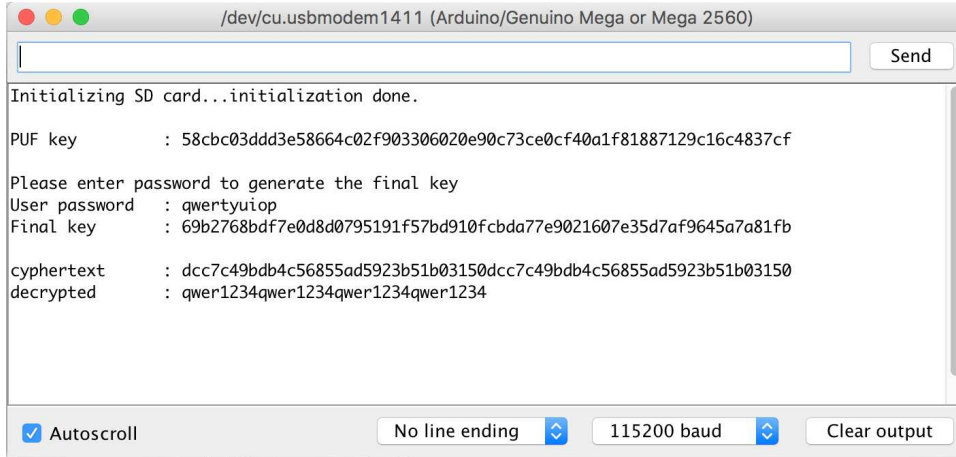 /dev/cu.usbmodem1411 (Arduino/Genuino Mega or Mega 2560)
Send
Initializing SD card...initialization done.
PUF key : 58cbc03ddd3e58664c02f903306020e90c73ce0cf40a1f81887129c16c4837cf
Please enter password to generate the final key
User password : qwertyuiop
Final key : 69b2768bdf7e0d8d0795191f57bd910fcbda77e9021607e35d7af9645a7a81fb
cyphertext : dcc7c49bdb4c56855ad5923b51b03150dcc7c49bdb4c56855ad5923b51b03150
decrypted : qwer1234qwer1234qwer1234qwer1234
Autoscroll No line ending 115200 baud Clear output